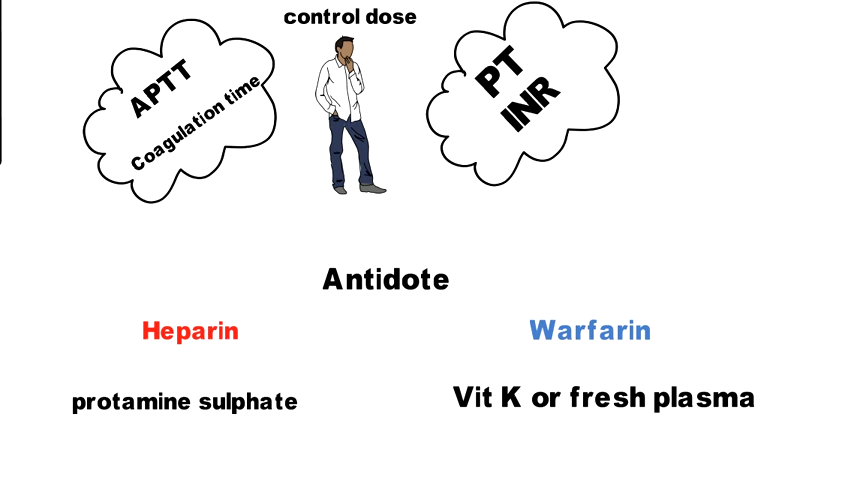 control dose
APTT
Coagulation time
PT
INR
Antidote
Heparin
Warfarin
protamine sulphate
Vit K or fresh plasma